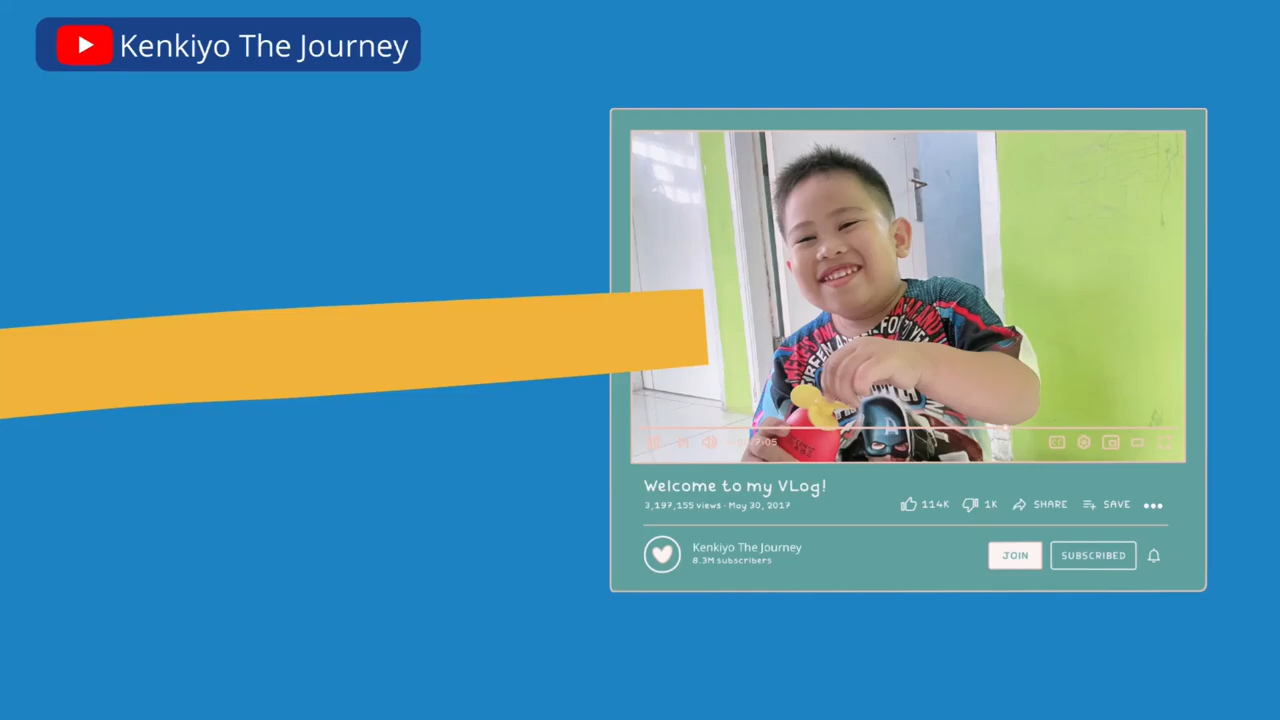 Kenkiyo The Journey
Welcome to my VLog!
3,197,155 views · May 30, 2017
114K
1K
SHARE
SAVE
Kenkiyo The Journey
8.3M subscribers
JOIN
SUBSCRIBED